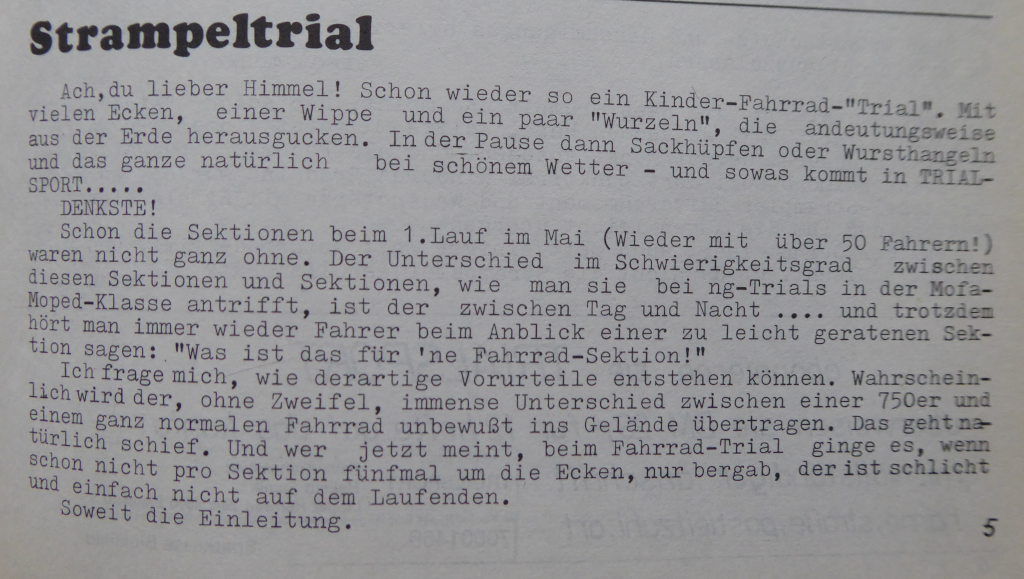 Strampeltrial
Ach,du lieber Himmel! Schon wieder so ein Kinder-Fahrrad-"Trial". Mit
vielen Ecken, einer Wippe und ein paar "Wurzeln", die andeutungsweise
aus der Erde herausgucken. In der Pause dann Sackhüpfen oder Wursthangeln
und das ganze natürlich bei schönem Wetter - und sowas kommt in TRIAL-
SPORT.....
DENKSTE!
Schon die Sektionen beim 1.Lauf im Mai (Wieder mit über 50 Fahrern!)
waren nicht ganz ohne. Der Unterschied im Schwierigkeitsgrad zwischen
diesen Sektionen und Sektionen, wie man sie bei ng-Trials in der Mofa-
Moped-Klasse antrifft, ist der zwischen Tag und Nacht .... und trotzdem
hört man immer wieder Fahrer beim Anblick einer zu leicht geratenen Sek-
tion sagen: "Was ist das für 'ne Fahrrad-Sektion!"
Ich frage mich, wie derartige Vorurteile entstehen können. Wahrschein-
lich wird der, ohne Zweifel, immense Unterschied zwischen einer 750er und
einem ganz normalen Fahrrad unbewußt ins Gelände übertragen. Das geht na-
türlich schief. Und wer jetzt meint, beim Fahrrad-Trial ginge es, wenn
schon nicht pro Sektion fünfmal um die Ecken, nur bergab, der ist schlicht
und einfach nicht auf dem Laufenden.
Soweit die Einleitung.
5